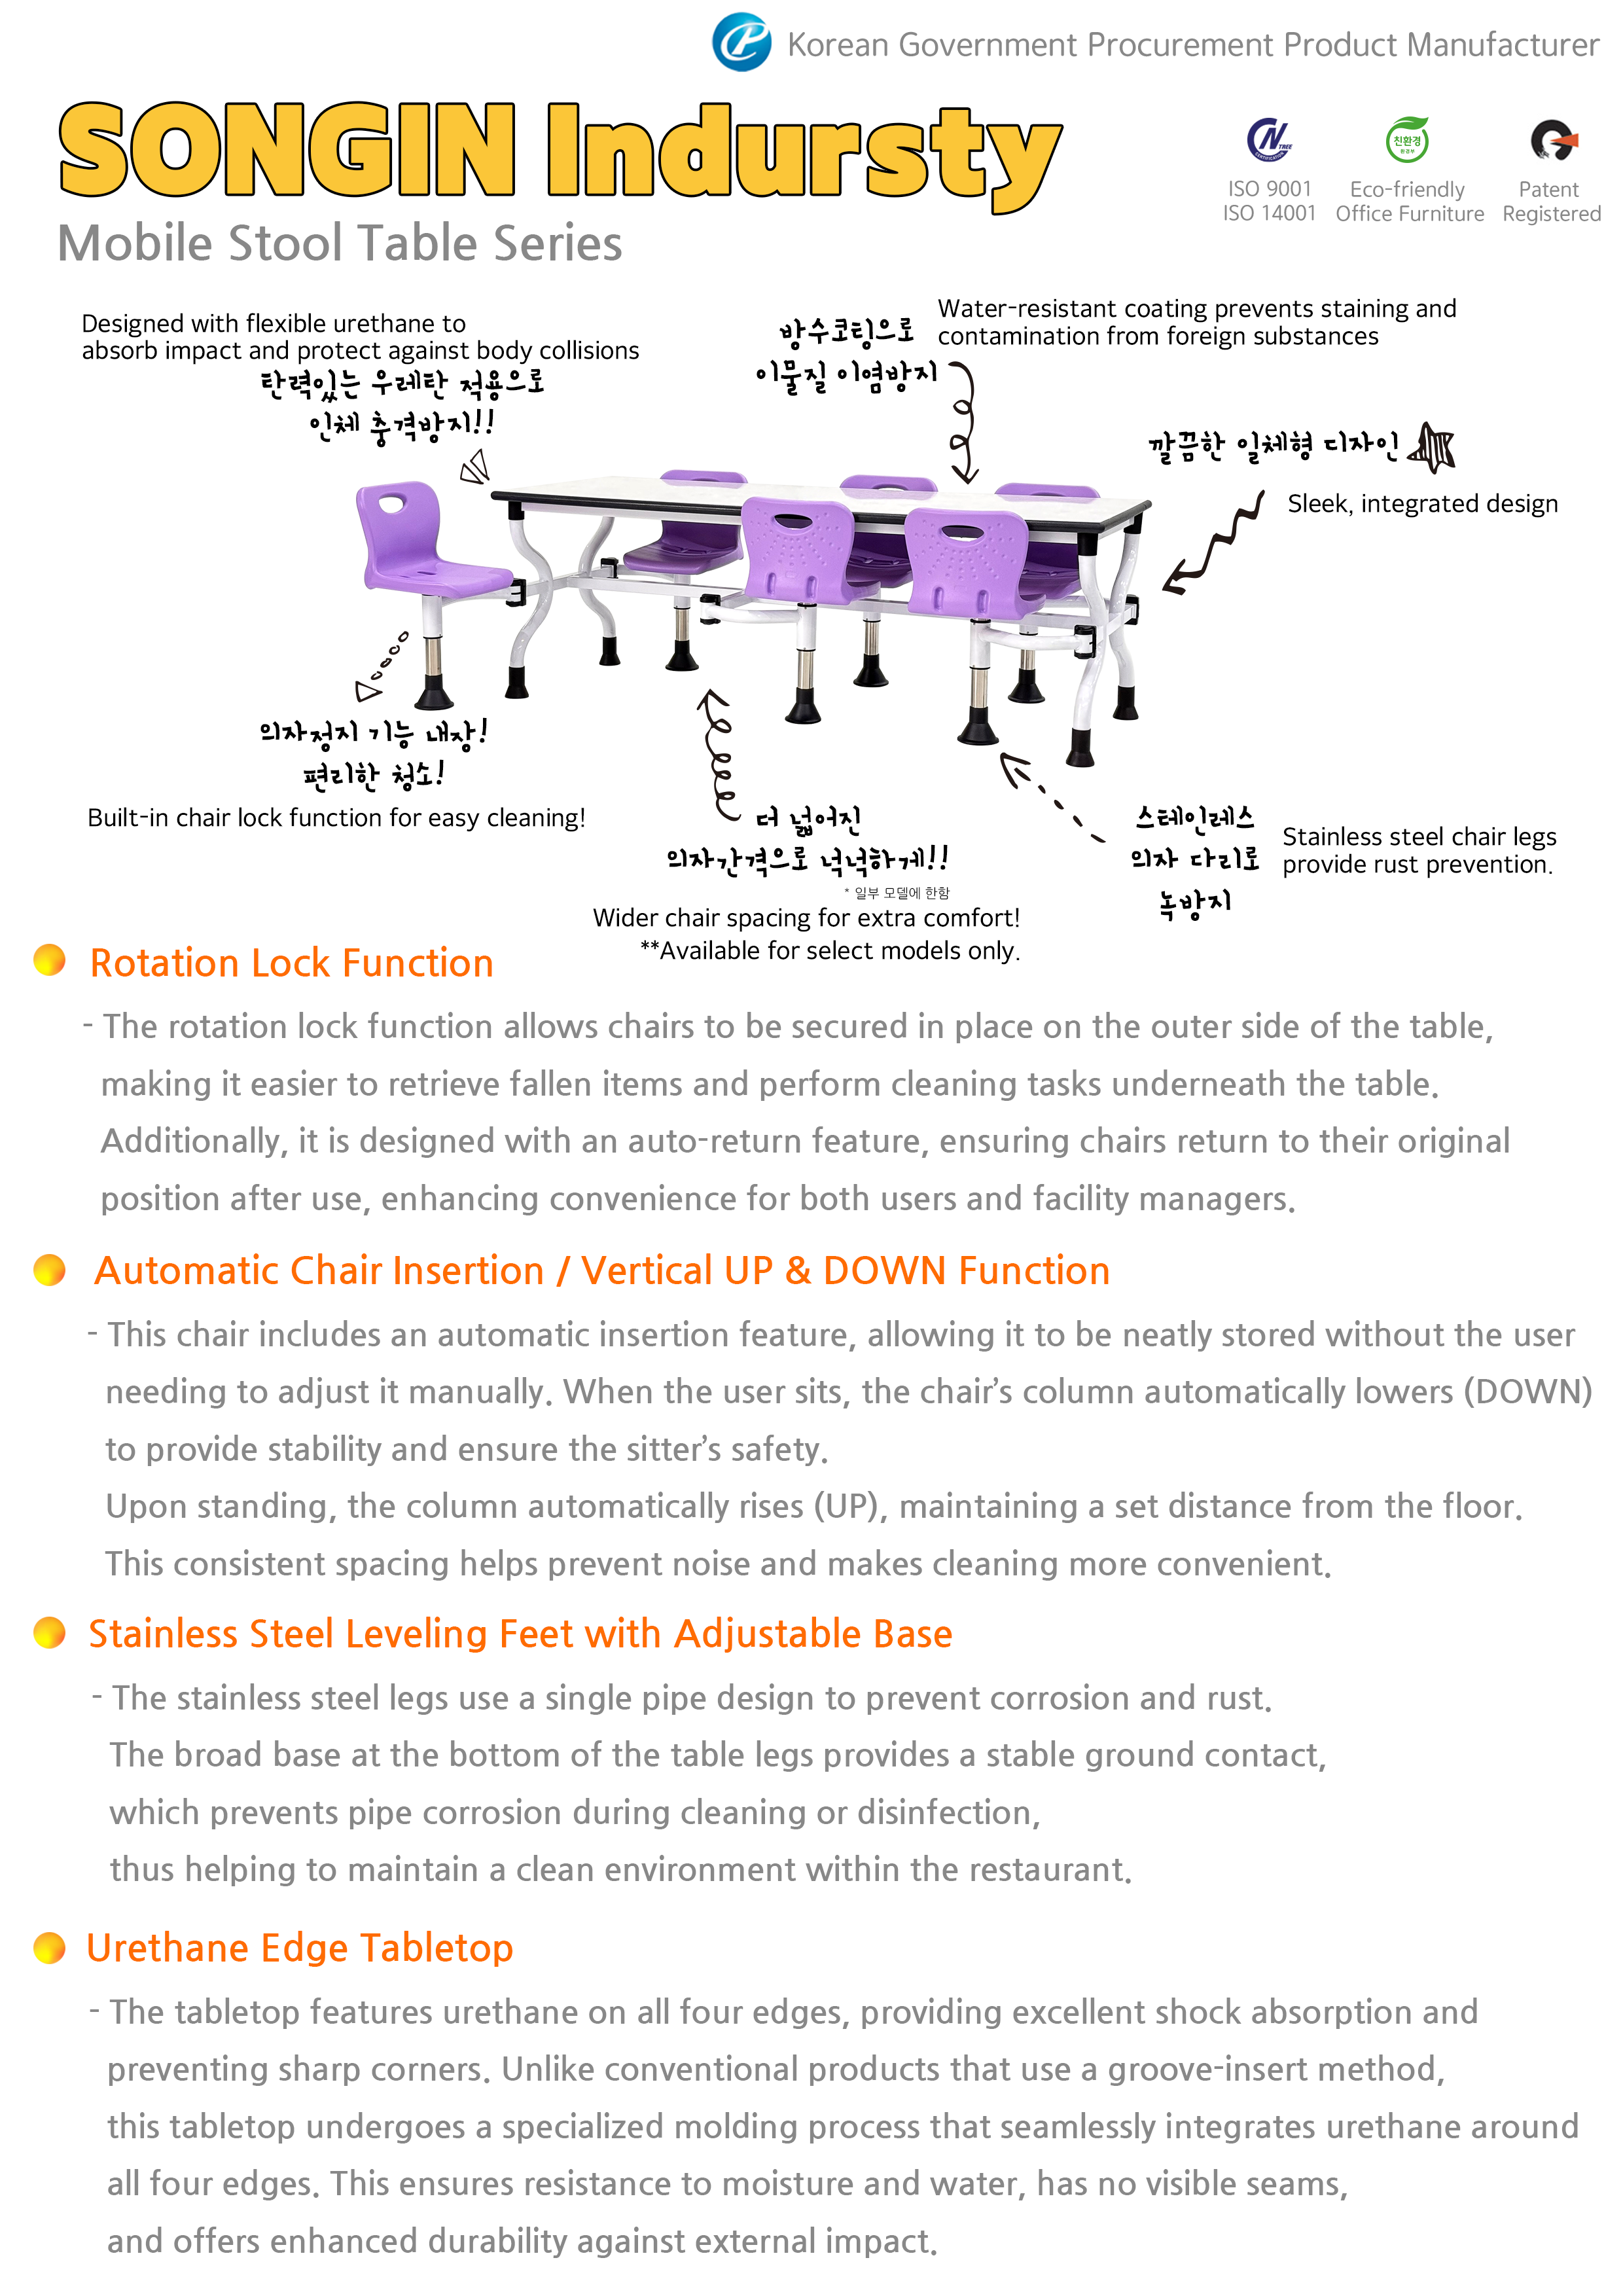 Korean Government Procurement Product Manufacturer
SONGIN Indursty
Mobile Stool Table Series
CN TREE
CERTIFICATION
친환경
환경부
ISO 9001
ISO 14001
Eco-friendly
Office Furniture
Patent
Registered
Designed with flexible urethane to
absorb impact and protect against body collisions
탄력있는 우레탄 적용으로
인체 충격방지!!
방수코팅으로
이물질 이염방지
Water-resistant coating prevents staining and
contamination from foreign substances
깔끔한 일체형 디자인
Sleek, integrated design
의자정지 기능 내장!
편리한 청소!
Built-in chair lock function for easy cleaning!
더 넓어진
의자간격으로 넉넉하게!!
* 일부 모델에 한함
Wider chair spacing for extra comfort!
**Available for select models only.
스테인레스
의자 다리로
녹방지
Stainless steel chair legs
provide rust prevention.
Rotation Lock Function
- The rotation lock function allows chairs to be secured in place on the outer side of the table,
making it easier to retrieve fallen items and perform cleaning tasks underneath the table.
Additionally, it is designed with an auto-return feature, ensuring chairs return to their original
position after use, enhancing convenience for both users and facility managers.
Automatic Chair Insertion / Vertical UP & DOWN Function
- This chair includes an automatic insertion feature, allowing it to be neatly stored without the user
needing to adjust it manually. When the user sits, the chair’s column automatically lowers (DOWN)
to provide stability and ensure the sitter’s safety.
Upon standing, the column automatically rises (UP), maintaining a set distance from the floor.
This consistent spacing helps prevent noise and makes cleaning more convenient.
Stainless Steel Leveling Feet with Adjustable Base
- The stainless steel legs use a single pipe design to prevent corrosion and rust.
The broad base at the bottom of the table legs provides a stable ground contact,
which prevents pipe corrosion during cleaning or disinfection,
thus helping to maintain a clean environment within the restaurant.
Urethane Edge Tabletop
- The tabletop features urethane on all four edges, providing excellent shock absorption and
preventing sharp corners. Unlike conventional products that use a groove-insert method,
this tabletop undergoes a specialized molding process that seamlessly integrates urethane around
all four edges. This ensures resistance to moisture and water, has no visible seams,
and offers enhanced durability against external impact.